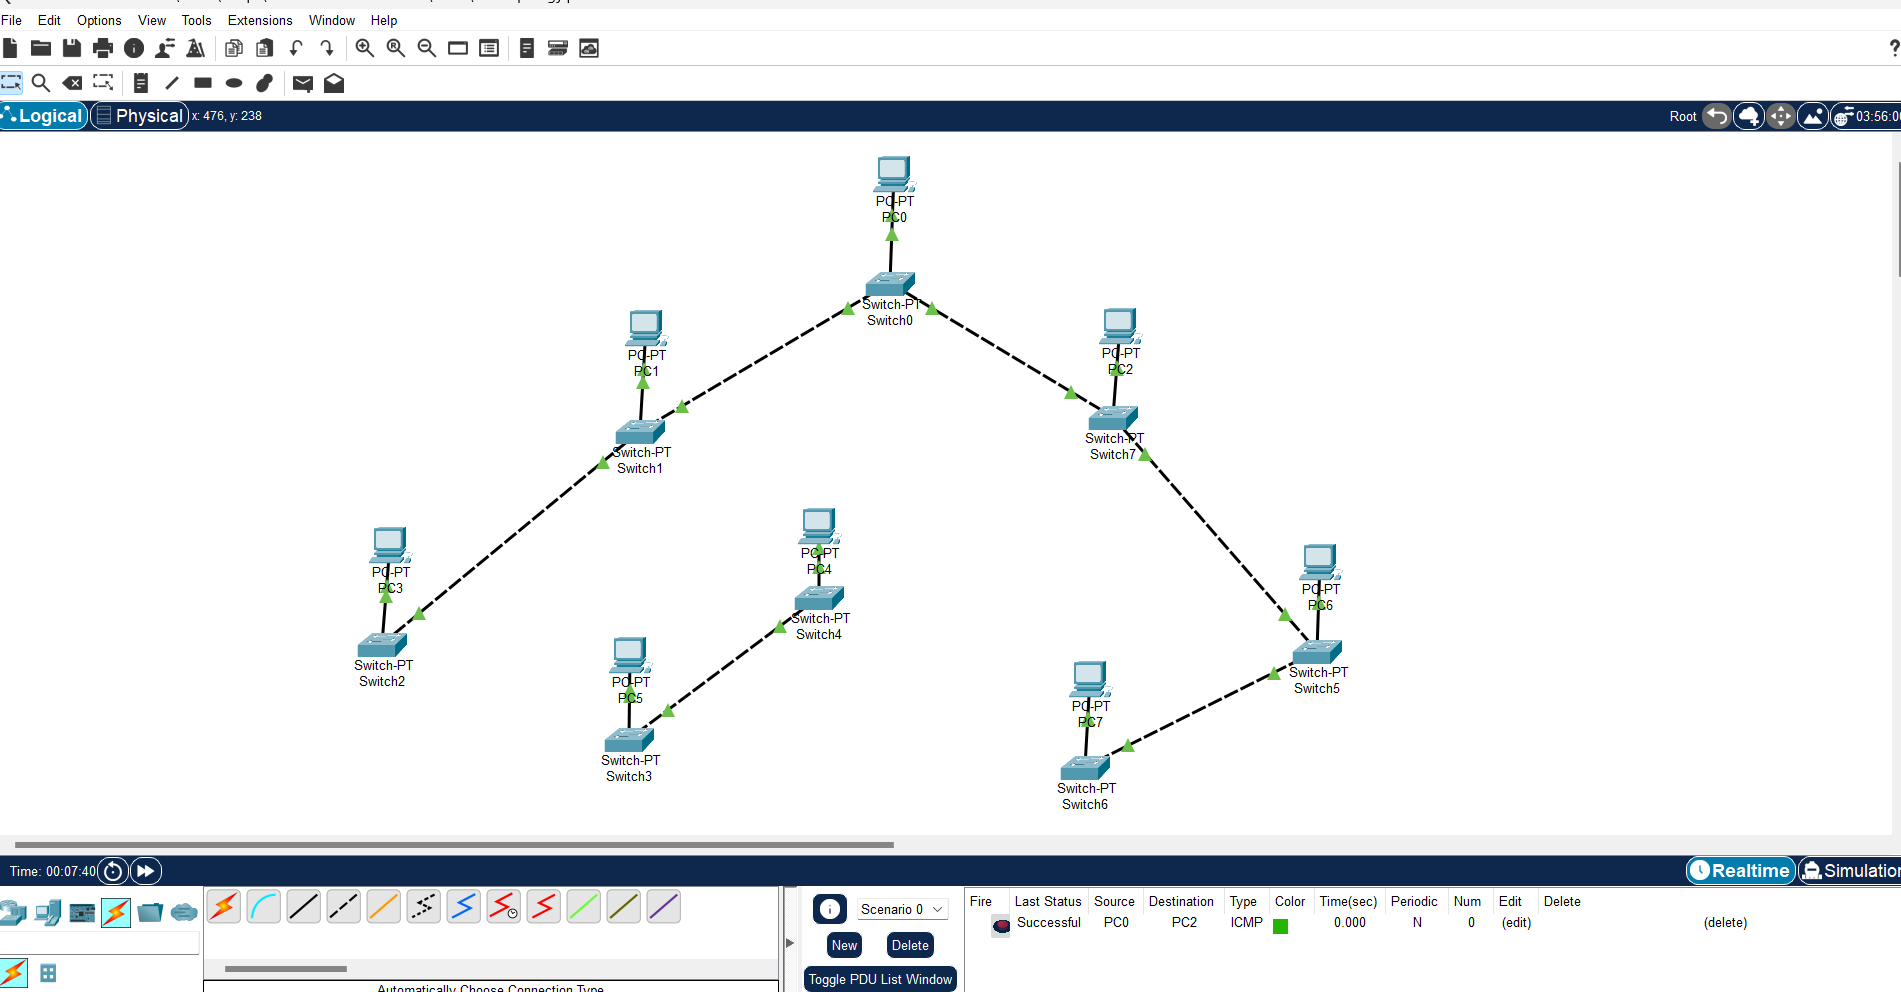 File Edit Options View Tools Extensions Window Help
?
Logical Physical x: 476, y: 238 Root
PC-PT
PC0
Switch-PT
Switch0
PC-PT
PC1
PC-PT
PC2
Switch-PT
Switch7
Switch-PT
Switch1
PC-PT
PC4
PC-PT
PC3
PC-PT
PC6
Switch-PT
Switch4
Switch-PT
Switch2
Switch-PT
Switch5
PC-PT
PC5
PC-PT
PC7
Switch-PT
Switch3
Switch-PT
Switch6
Time: 00:07:40 Realtime Simulation
Scenario 0
New Delete
Toggle PDU List Window
Fire Last Status Source Destination Type Color Time(sec) Periodic Num Edit Delete
Successful PC0 PC2 ICMP 0.000 N 0 (edit) (delete)
Automatically Choose Connection Type